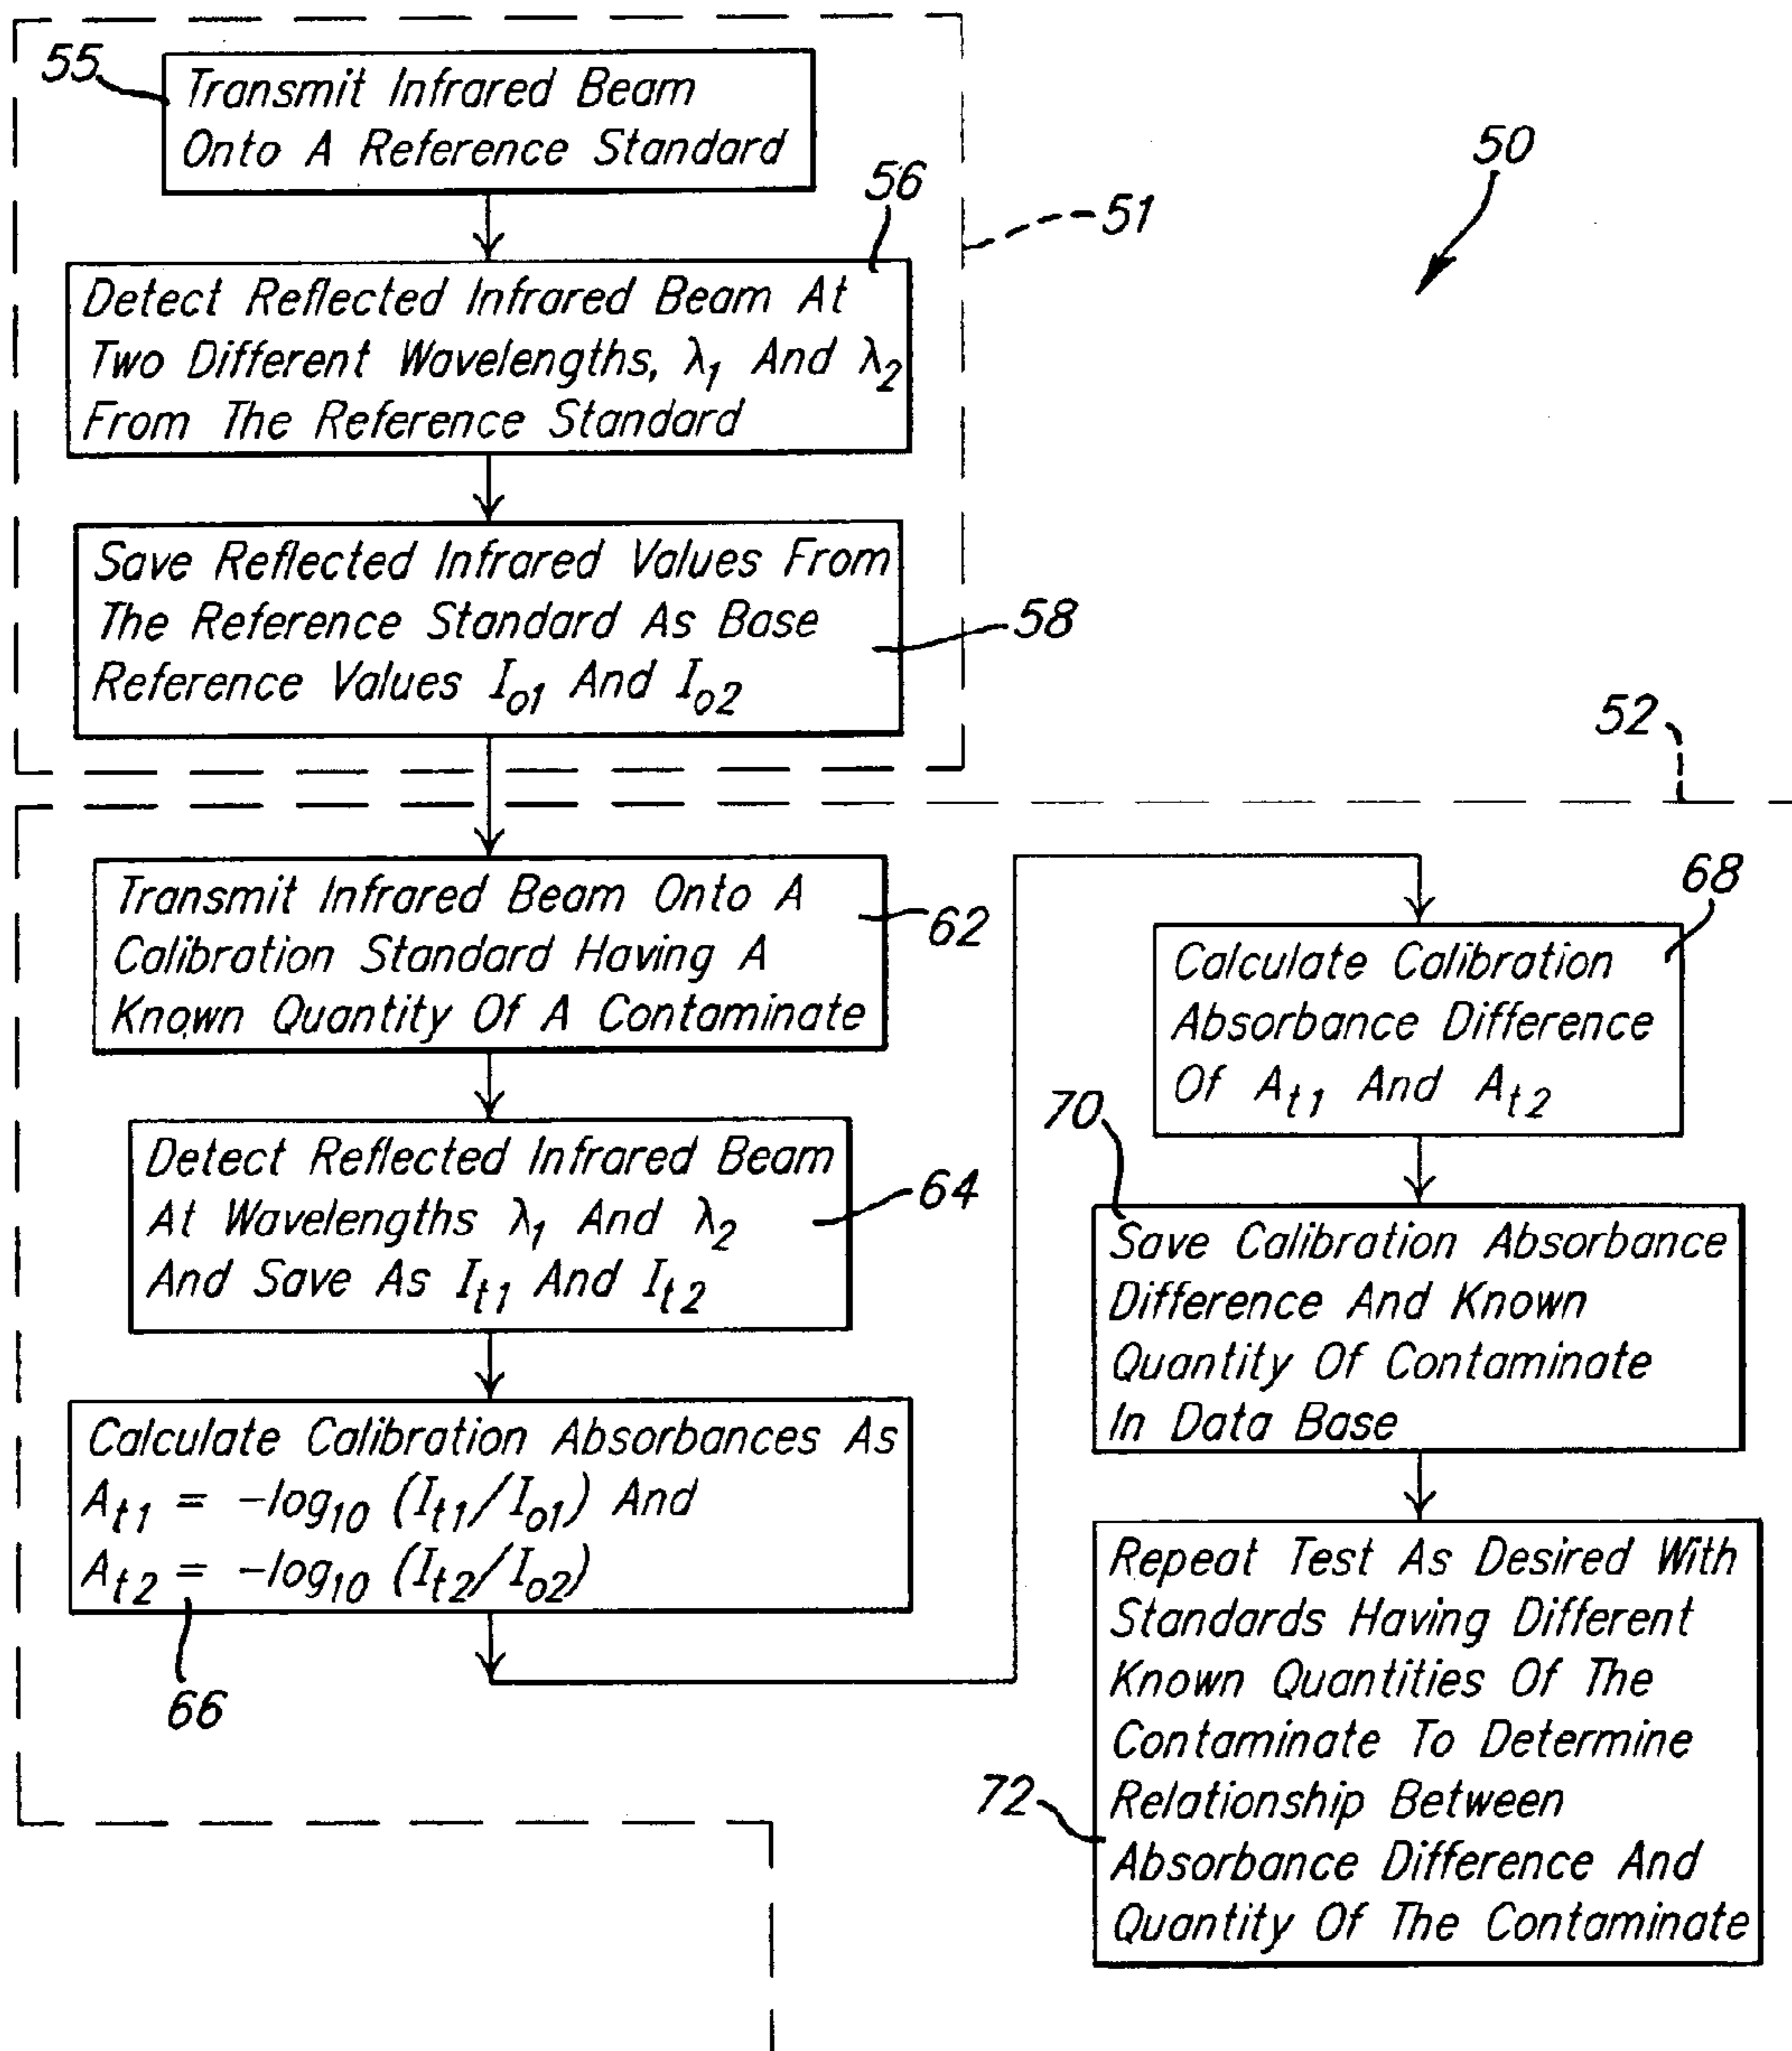 55
Transmit Infrared Beam
Onto A Reference Standard
50
56
51
Detect Reflected Infrared Beam At
Two Different Wavelengths, λ1 And λ2
From The Reference Standard
Save Reflected Infrared Values From
The Reference Standard As Base
Reference Values Io1 And Io2
58
52
Transmit Infrared Beam Onto A
Calibration Standard Having A
Known Quantity Of A Contaminate
62
Detect Reflected Infrared Beam
At Wavelengths λ1 And λ2
And Save As It1 And It2
64
Calculate Calibration Absorbances As
At1 = -log10 (It1/Io1) And
At2 = -log10 (It2/Io2)
66
68
Calculate Calibration
Absorbance Difference
Of At1 And At2
70
Save Calibration Absorbance
Difference And Known
Quantity Of Contaminate
In Data Base
Repeat Test As Desired With
Standards Having Different
Known Quantities Of The
Contaminate To Determine
Relationship Between
Absorbance Difference And
Quantity Of The Contaminate
72